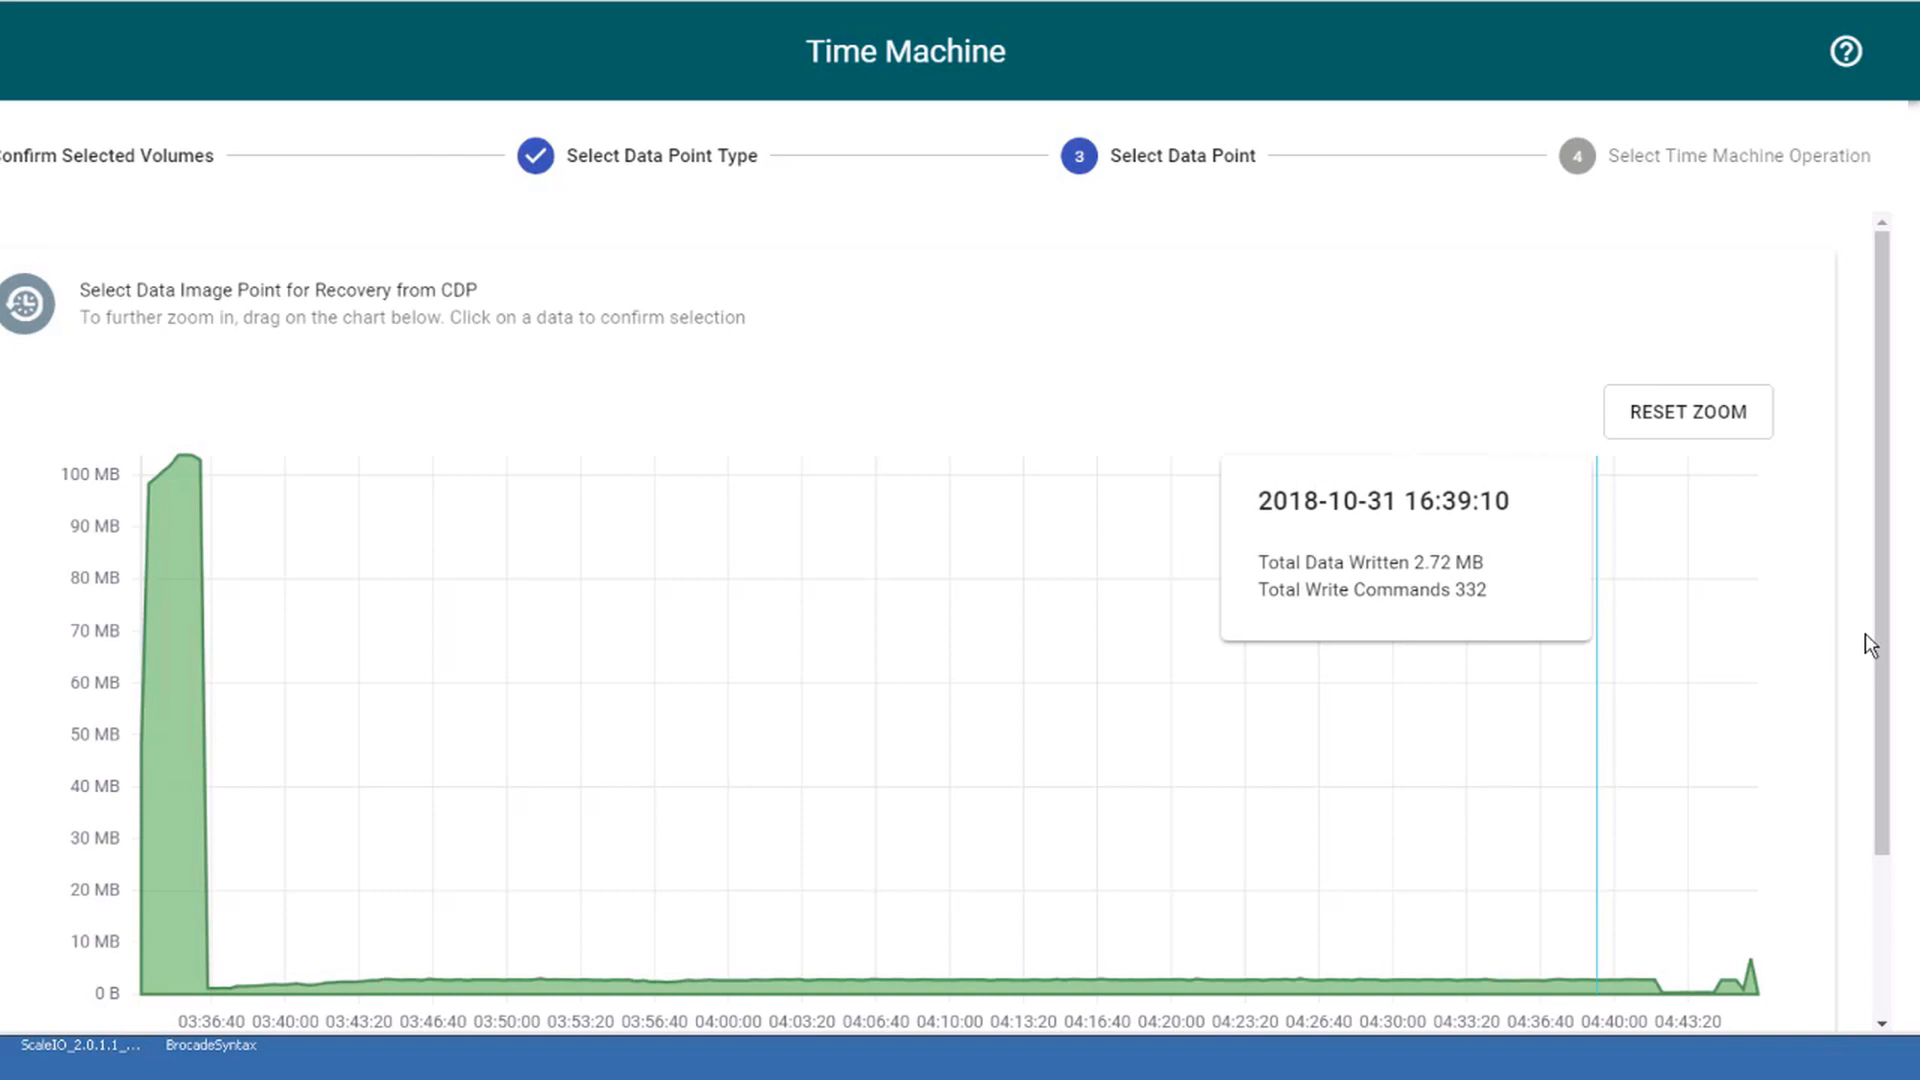 Time Machine
onfirm Selected Volumes
Select Data Point Type
3 Select Data Point
4 Select Time Machine Operation
Select Data Image Point for Recovery from CDP
To further zoom in, drag on the chart below. Click on a data to confirm selection
RESET ZOOM
2018-10-31 16:39:10
Total Data Written 2.72 MB
Total Write Commands 332
100 MB
90 MB
80 MB
70 MB
60 MB
50 MB
40 MB
30 MB
20 MB
10 MB
0 B
03:36:40 03:40:00 03:43:20 03:46:40 03:50:00 03:53:20 03:56:40 04:00:00 04:03:20 04:06:40 04:10:00 04:13:20 04:16:40 04:20:00 04:23:20 04:26:40 04:30:00 04:33:20 04:36:40 04:40:00 04:43:20
ScaleIO_2.0.1.1_... BrocadeSyntax